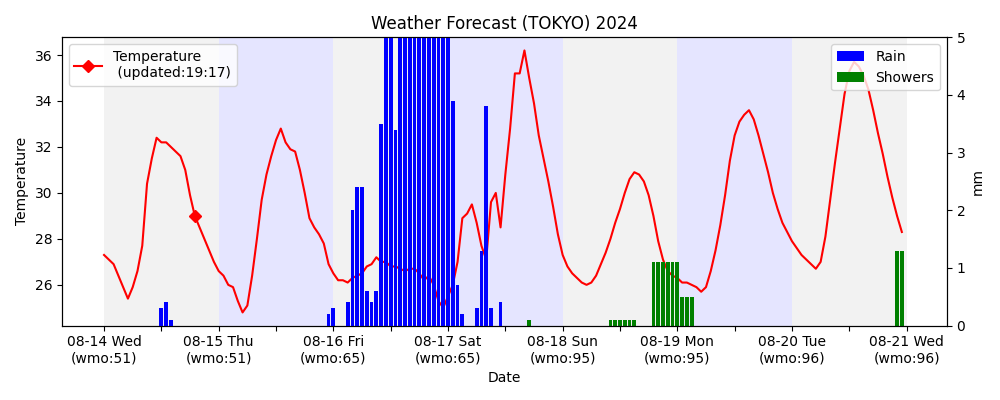 Weather Forecast (TOKYO) 2024
Temperature
(updated:19:17)
Rain
Showers
Temperature
36
34
32
30
28
26
5
4
3
2
1
0
mm
08-14 Wed
(wmo:51)
08-15 Thu
(wmo:51)
08-16 Fri
(wmo:65)
08-17 Sat
(wmo:65)
08-18 Sun
(wmo:95)
08-19 Mon
(wmo:95)
08-20 Tue
(wmo:96)
08-21 Wed
(wmo:96)
Date